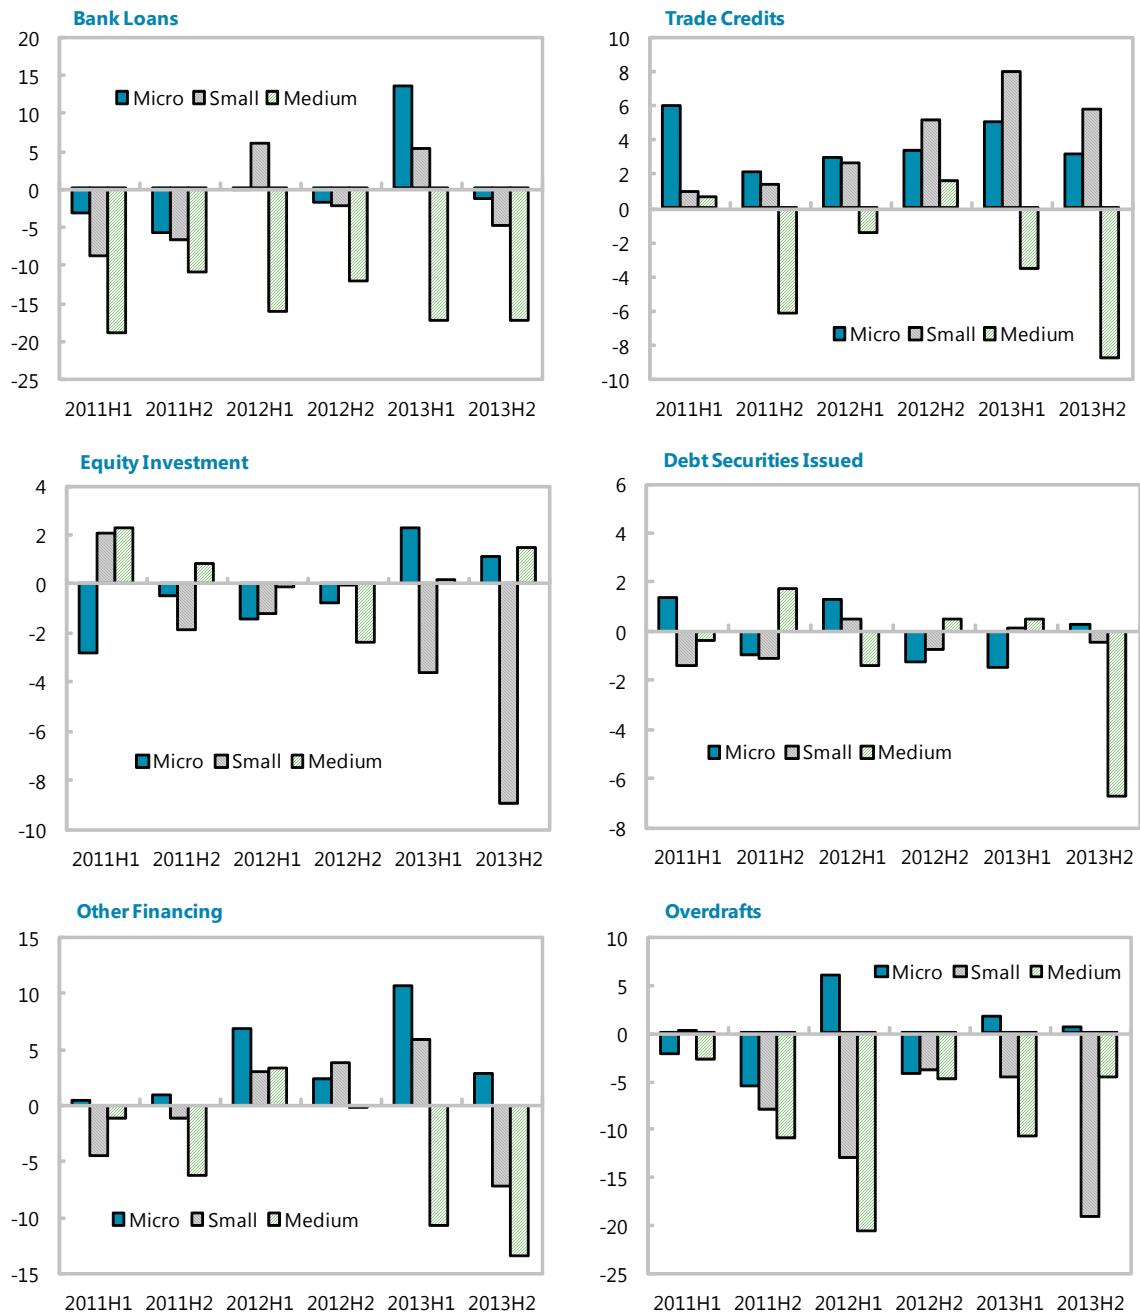 Bank Loans
20
15
10
5
0
-5
-10
-15
-20
-25
Micro Small Medium
2011H1 2011H2 2012H1 2012H2 2013H1 2013H2
Trade Credits
10
8
6
4
2
0
-2
-4
-6
-8
-10
Micro Small Medium
2011H1 2011H2 2012H1 2012H2 2013H1 2013H2
Equity Investment
4
2
0
-2
-4
-6
-8
-10
Micro Small Medium
2011H1 2011H2 2012H1 2012H2 2013H1 2013H2
Debt Securities Issued
6
4
2
0
-2
-4
-6
-8
Micro Small Medium
2011H1 2011H2 2012H1 2012H2 2013H1 2013H2
Other Financing
15
10
5
0
-5
-10
-15
Micro Small Medium
2011H1 2011H2 2012H1 2012H2 2013H1 2013H2
Overdrafts
10
5
0
-5
-10
-15
-20
-25
Micro Small Medium
2011H1 2011H2 2012H1 2012H2 2013H1 2013H2